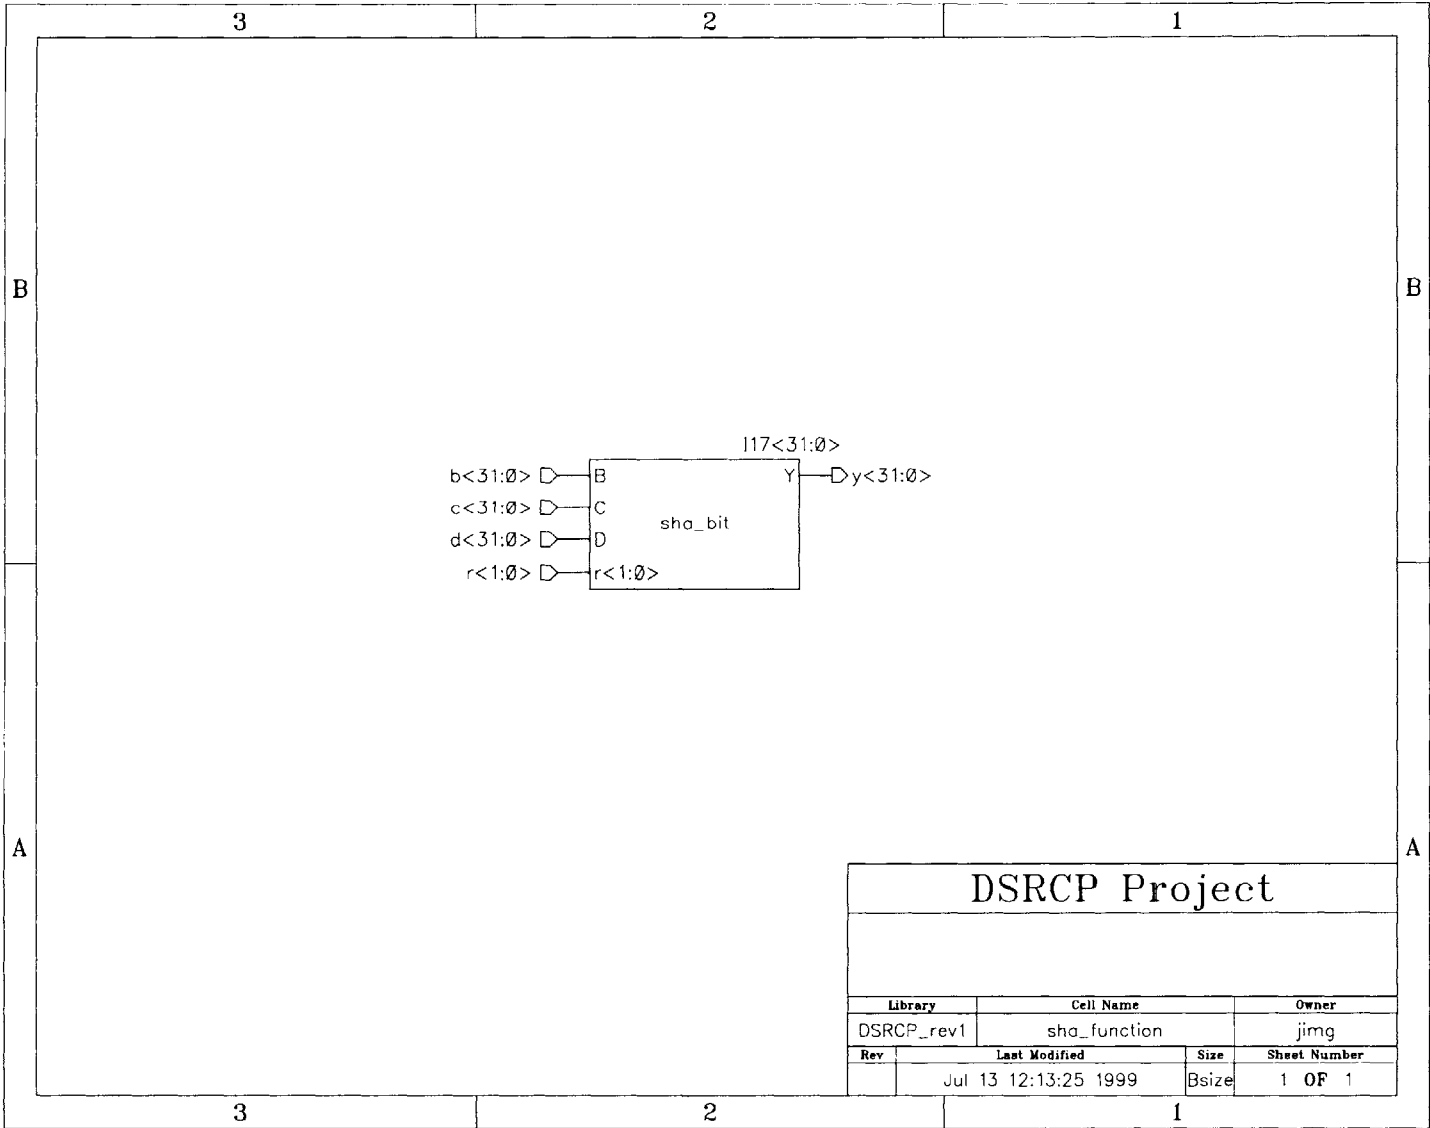 3 2 1
B B
I17<31:0>
b<31:0> B Y y<31:0>
c<31:0> C
sha_bit
d<31:0> D
r<1:0> r<1:0>
A A
DSRCP Project
Library Cell Name Owner
DSRCP_rev1 sha_function jimg
Rev Last Modified Size Sheet Number
Jul 13 12:13:25 1999 Bsize 1 OF 1
3 2 1